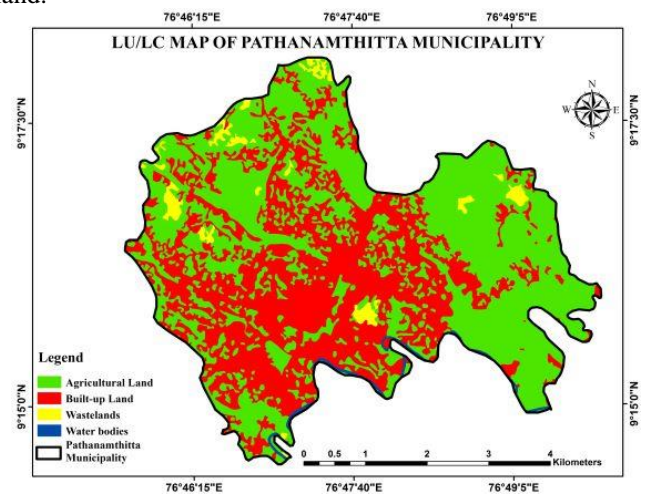 land.
76°46'15"E 76°47'40"E 76°49'5"E
LU/LC MAP OF PATHANAMTHITTA MUNICIPALITY
N
W E
S
9°17'30"N 9°17'30"N
Legend
Agricultural Land
Built-up Land
Wastelands
Water bodies
Pathanamthitta
Municipality
9°15'0"N 9°15'0"N
0 0.5 1 2 3 4
Kilometers
76°46'15"E 76°47'40"E 76°49'5"E